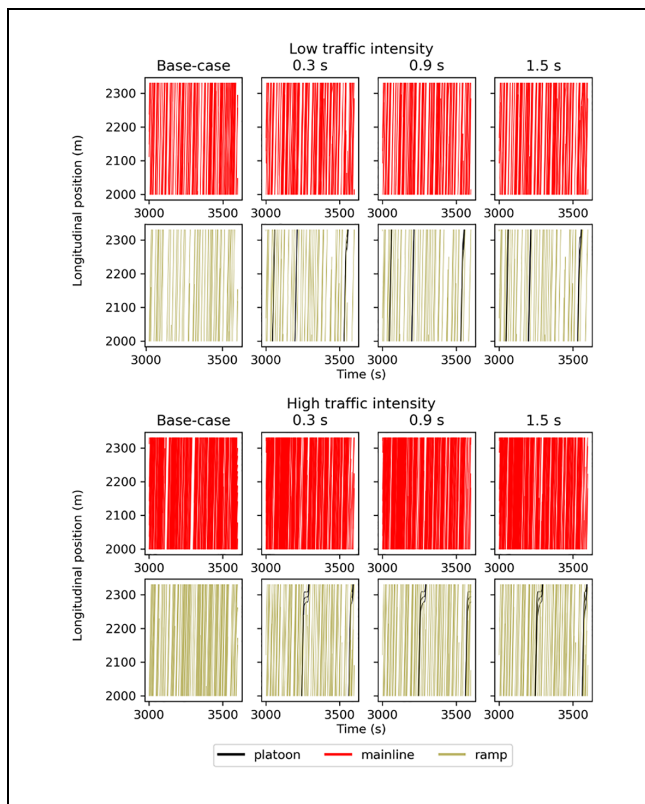 Low traffic intensity
Base-case 0.3 s 0.9 s 1.5 s
2300
2200
2100
2000
3000 3500 3000 3500 3000 3500 3000 3500
Longitudinal position (m)
2300
2200
2100
2000
3000 3500 3000 3500 3000 3500 3000 3500
Time (s)
High traffic intensity
Base-case 0.3 s 0.9 s 1.5 s
2300
2200
2100
2000
3000 3500 3000 3500 3000 3500 3000 3500
Longitudinal position (m)
2300
2200
2100
2000
3000 3500 3000 3500 3000 3500 3000 3500
Time (s)
platoon mainline ramp